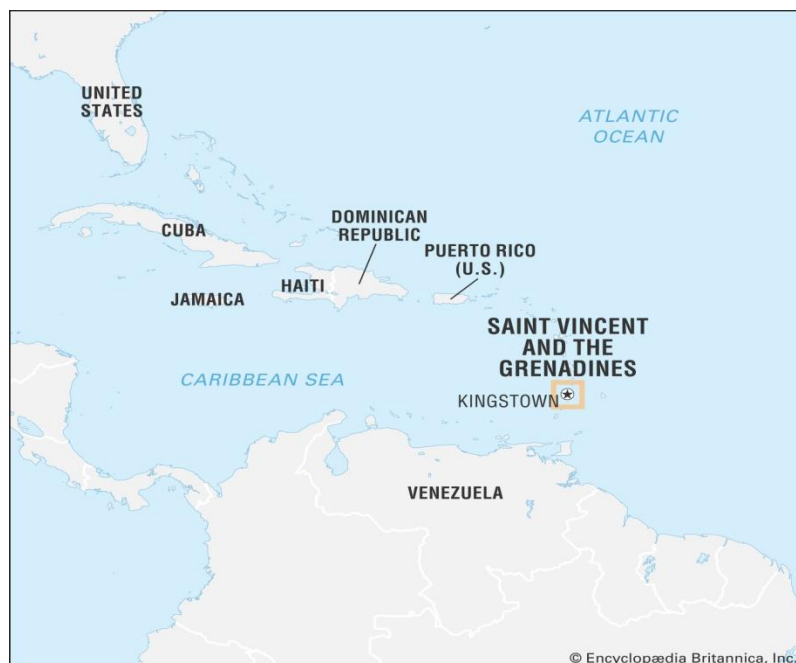 UNITED
STATES
ATLANTIC
OCEAN
CUBA
DOMINICAN
REPUBLIC
PUERTO RICO
(U.S.)
HAITI
JAMAICA
SAINT VINCENT
AND THE
GRENADINES
CARIBBEAN SEA
KINGSTOWN
VENEZUELA
© Encyclopædia Britannica, Inc.